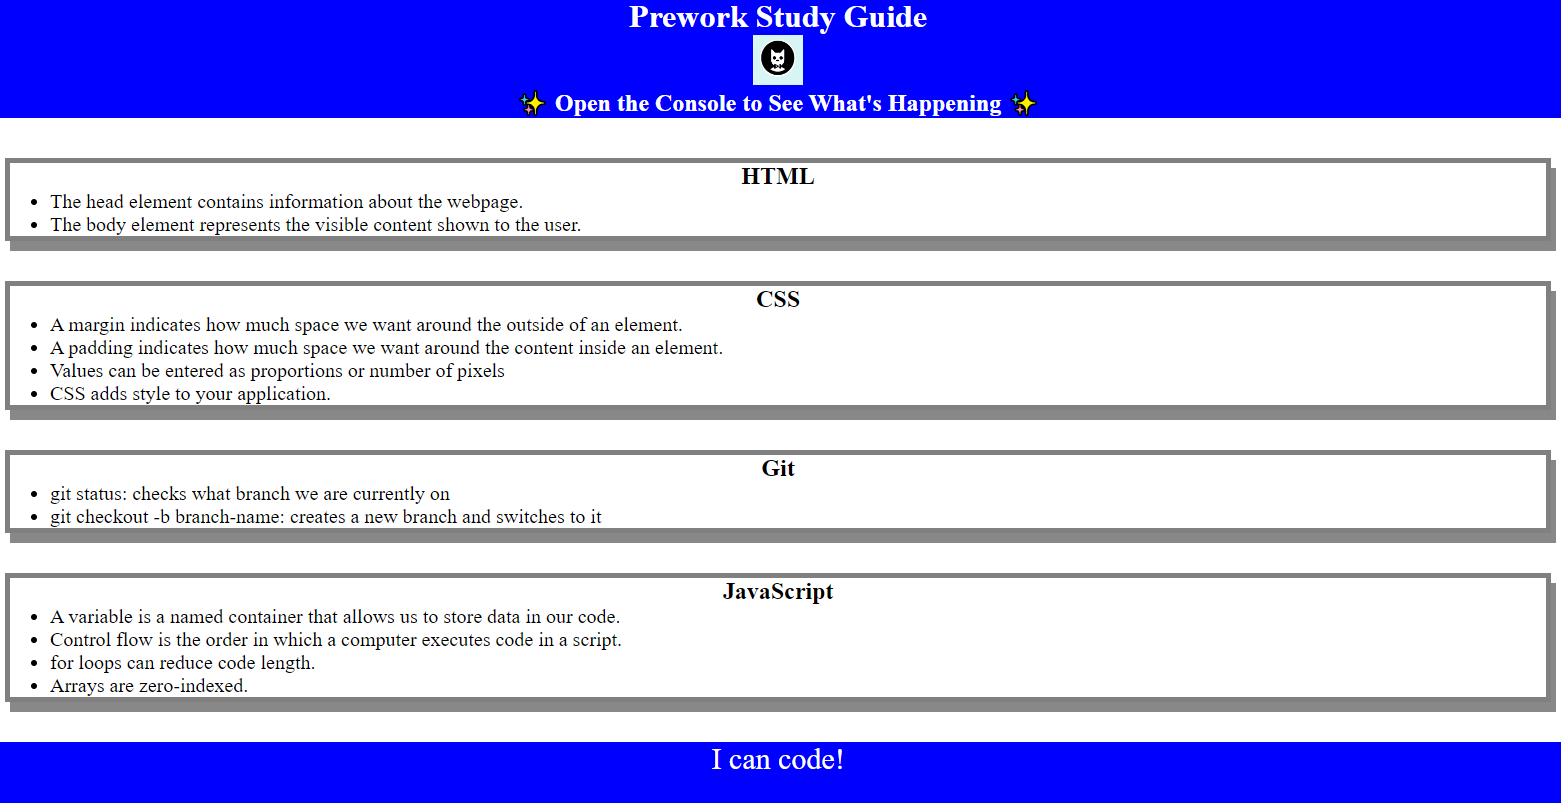 Prework Study Guide
✨ Open the Console to See What's Happening ✨
HTML
• The head element contains information about the webpage.
• The body element represents the visible content shown to the user.
CSS
• A margin indicates how much space we want around the outside of an element.
• A padding indicates how much space we want around the content inside an element.
• Values can be entered as proportions or number of pixels
• CSS adds style to your application.
Git
• git status: checks what branch we are currently on
• git checkout -b branch-name: creates a new branch and switches to it
JavaScript
• A variable is a named container that allows us to store data in our code.
• Control flow is the order in which a computer executes code in a script.
• for loops can reduce code length.
• Arrays are zero-indexed.
I can code!